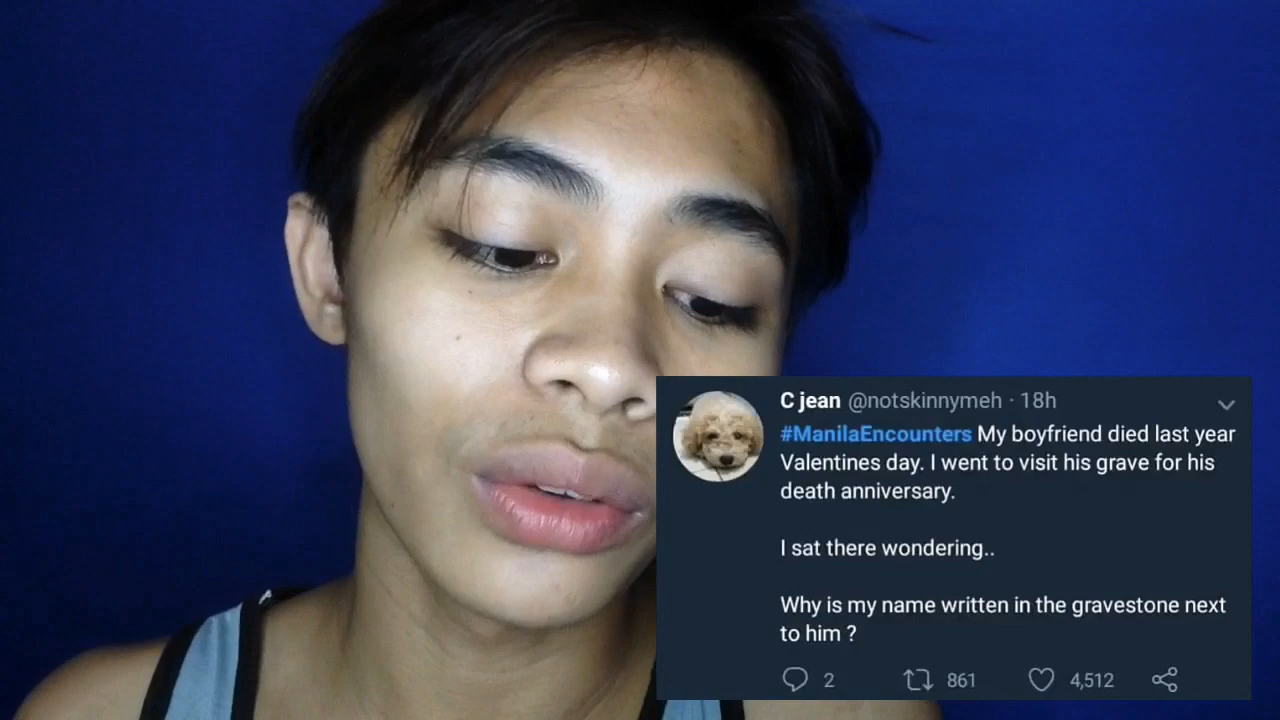 C jean @notskinnymeh · 18h
#ManilaEncounters My boyfriend died last year
Valentines day. I went to visit his grave for his
death anniversary.
I sat there wondering..
Why is my name written in the gravestone next
to him ?
2 861 4,512